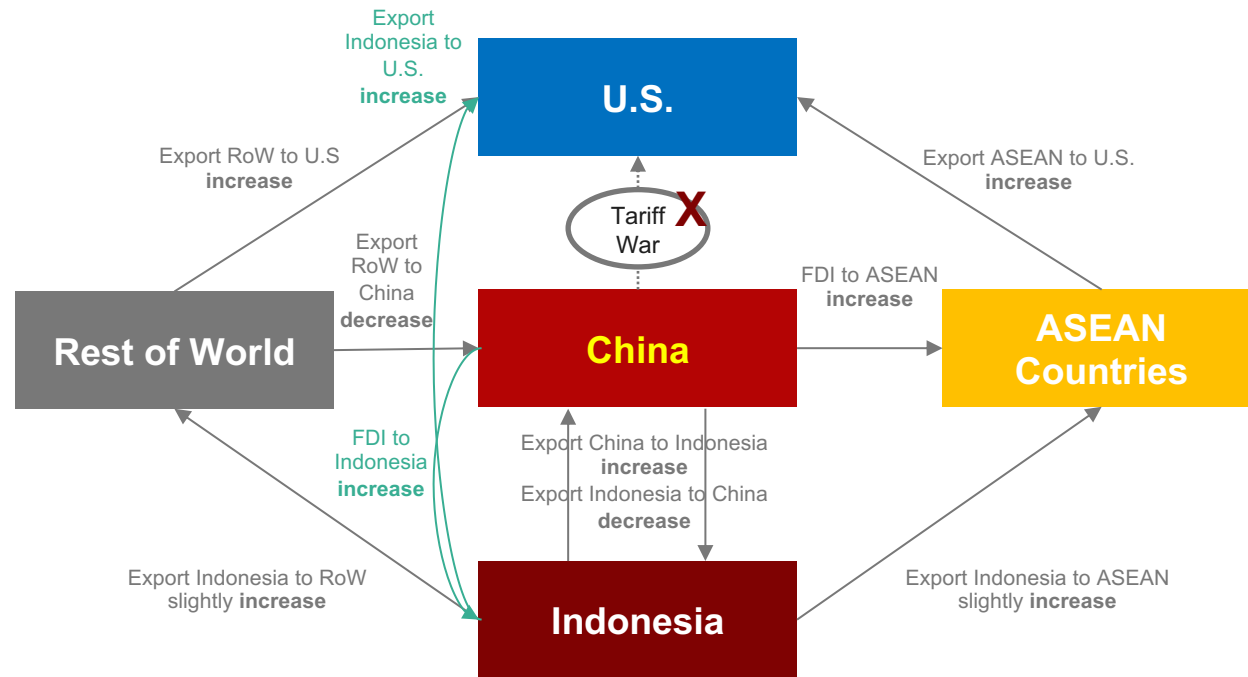 Export
Indonesia to
U.S.
increase
U.S.
Export RoW to U.S
increase
Export ASEAN to U.S.
increase
Tariff
War
X
Export
RoW to
China
decrease
FDI to ASEAN
increase
Rest of World
China
ASEAN
Countries
FDI to
Indonesia
increase
Export China to Indonesia
increase
Export Indonesia to China
decrease
Export Indonesia to RoW
slightly increase
Export Indonesia to ASEAN
slightly increase
Indonesia